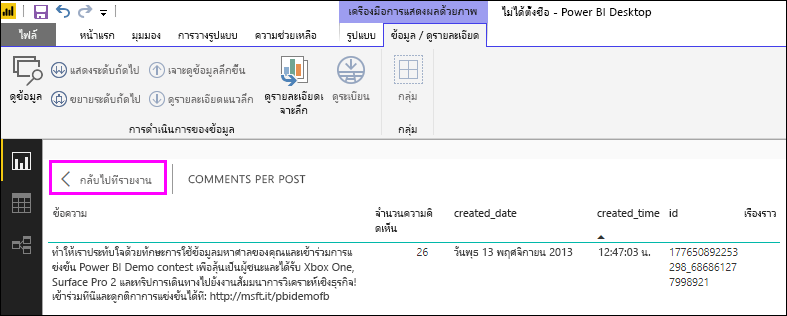 เครื่องมือการแสดงผลด้วยภาพ
ไม่ได้ตั้งชื่อ - Power BI Desktop
ไฟล์ หน้าแรก มุมมอง การวางรูปแบบ ความช่วยเหลือ รูปแบบ ข้อมูล / ดูรายละเอียด
ดูข้อมูล
แสดงระดับถัดไป
เจาะดูข้อมูลลึกขึ้น
ขยายระดับถัดไป
ดูรายละเอียดแนวลึก
ดูรายละเอียดเ
จาะลึก
ดูระเบียน
กลุ่ม
การดำเนินการของข้อมูล
กลุ่ม
กลับไปที่รายงาน
COMMENTS PER POST
ข้อความ
จำนวนความคิ
ดเห็น
created_date
created_time
id
เรื่องราว
ทำให้เราประทับใจด้วยทักษะการใช้ข้อมูลมหาศาลของคุณและเข้าร่วมการแ
ข่งขัน Power BI Demo contest เพื่อลุ้นเป็นผู้ชนะและได้รับ Xbox One,
Surface Pro 2 และทริปการเดินทางไปยังงานสัมมนาการวิเคราะห์เชิงธุรกิจ!
เข้าร่วมที่นี่และดูกติกาการแข่งขันได้ที่: http://msft.it/pbidemofb
26
วันพุธ 13 พฤศจิกายน 2013
12:47:03 น.
177650892253
298_68686127
7998921